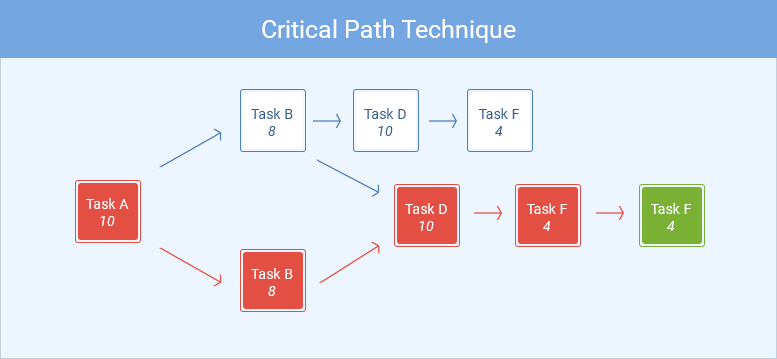 Critical Path Technique
Task B
8
Task D
10
Task F
4
Task A
10
Task D
10
Task F
4
Task F
4
Task B
8